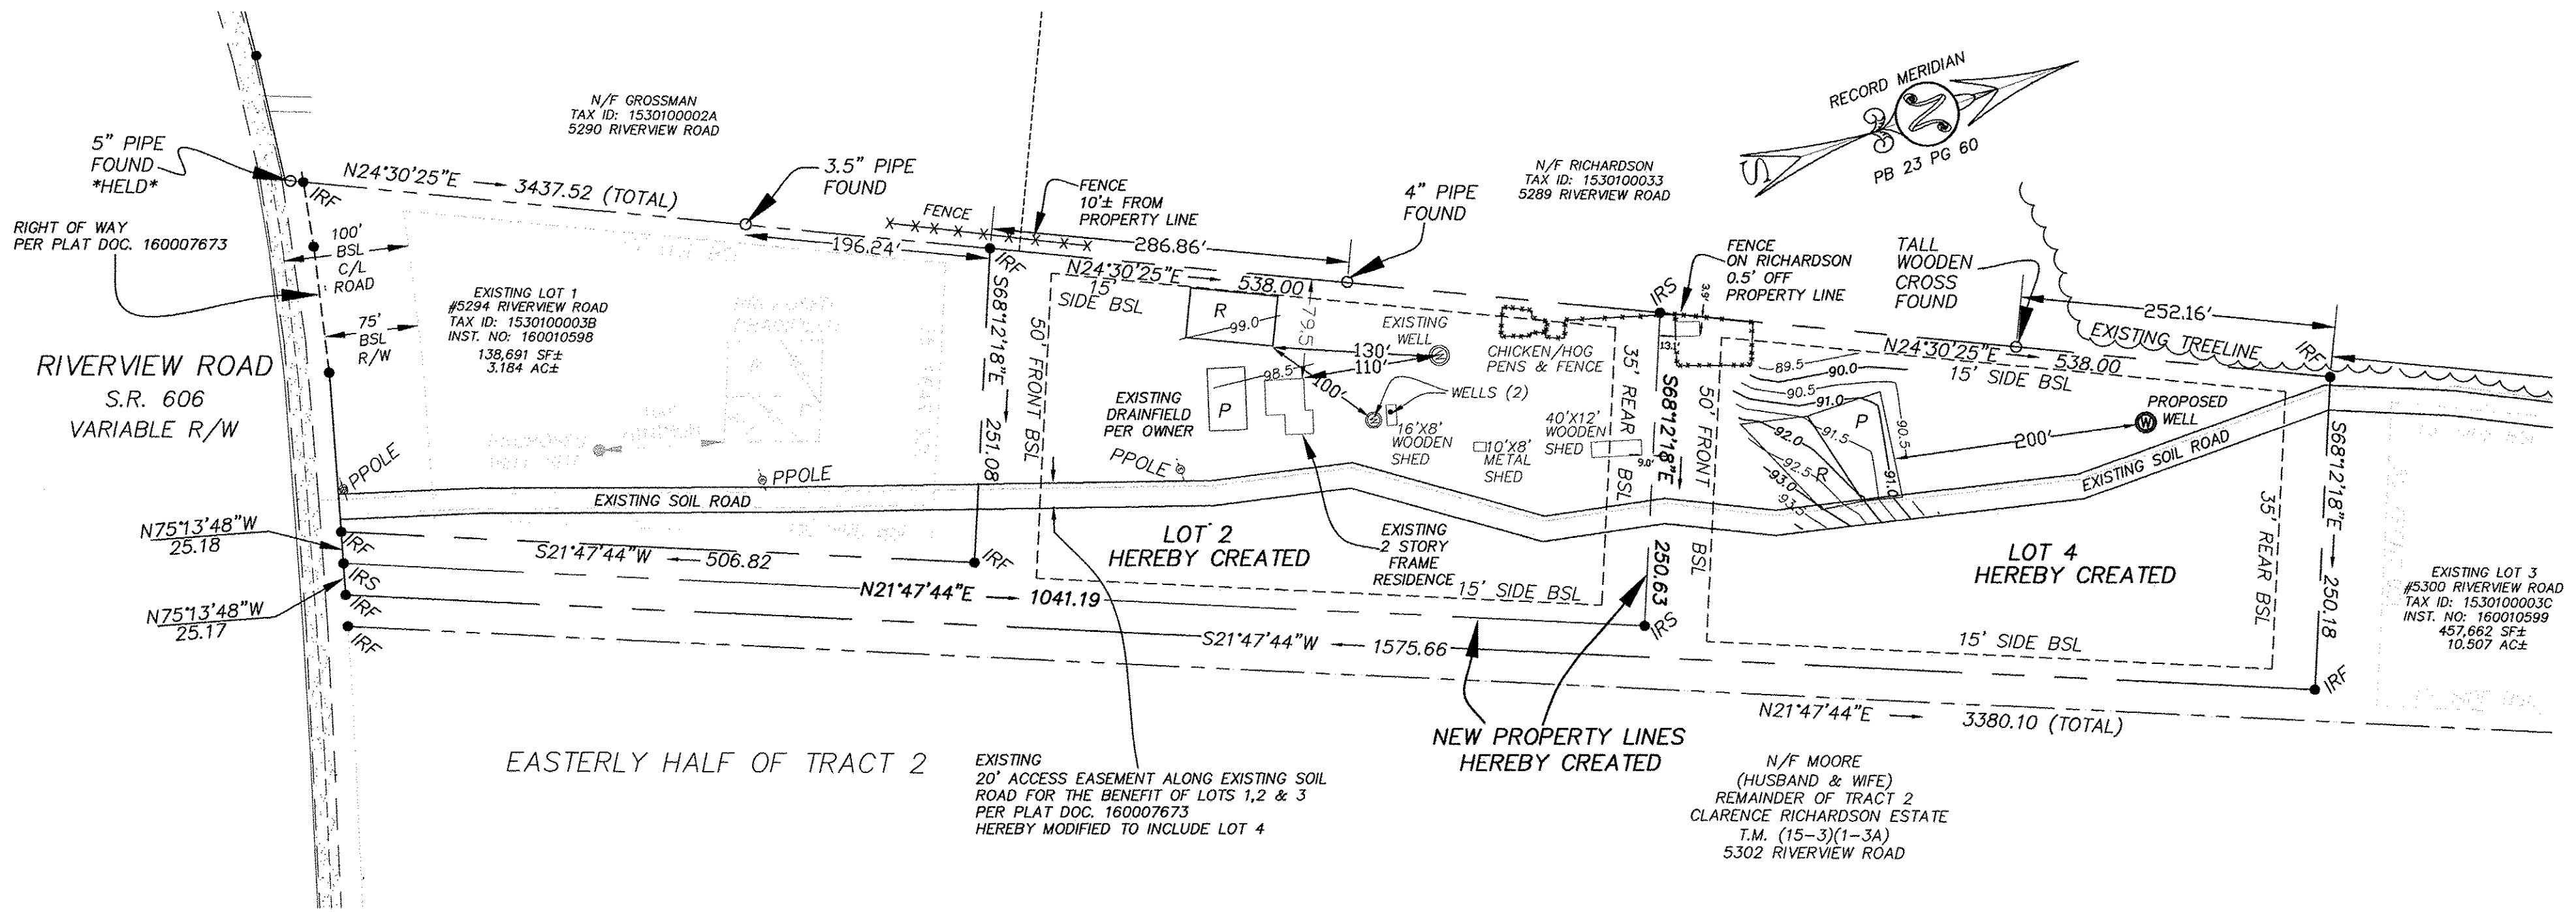 N/F GROSSMAN
TAX ID: 1530100002A
5290 RIVERVIEW ROAD
5" PIPE
FOUND
*HELD*
IRF
N24°30'25"E 3437.52 (TOTAL)
3.5" PIPE
FOUND
FENCE
FENCE
10'± FROM
PROPERTY LINE
4" PIPE
FOUND
N/F RICHARDSON
TAX ID: 1530100033
5289 RIVERVIEW ROAD
RECORD MERIDIAN
N
S
PB 23 PG 60
RIGHT OF WAY
PER PLAT DOC. 160007673
100'
BSL
C/L
ROAD
75'
BSL
R/W
196.24'
286.86'
IRF
N24°30'25"E
538.00
EXISTING LOT 1
#5294 RIVERVIEW ROAD
TAX ID: 1530100003B
INST. NO: 160010598
138,691 SF±
3.184 AC±
RIVERVIEW ROAD
S.R. 606
VARIABLE R/W
S68°12'18"E 251.08
50' FRONT BSL
15'
SIDE BSL
R
99.0
79.5
98.5
P
EXISTING
DRAINFIELD
PER OWNER
130'
110'
100'
EXISTING
WELL
WELLS (2)
CHICKEN/HOG
PENS & FENCE
16'X8'
WOODEN
SHED
10'X8'
METAL
SHED
40'X12'
WOODEN
SHED
9.0'
35' REAR BSL
IRS
FENCE
ON RICHARDSON
0.5' OFF
PROPERTY LINE
3.9'
13.1'
S68°12'18"E 250.63
50' FRONT BSL
TALL
WOODEN
CROSS
FOUND
252.16'
EXISTING TREELINE
N24°30'25"E
538.00
15' SIDE BSL
IRF
89.5
90.0
90.5
91.0
91.5
92.0
92.5
93.0
93.5
P
R
90.5
91.0
PROPOSED
WELL
W
200'
EXISTING SOIL ROAD
S68°12'18"E 250.18
35' REAR BSL
PPOLE
PPOLE
PPOLE
EXISTING SOIL ROAD
N75°13'48"W
25.18
IRF
S21°47'44"W 506.82
IRF
LOT 2
HEREBY CREATED
EXISTING
2 STORY
FRAME
RESIDENCE
LOT 4
HEREBY CREATED
EXISTING LOT 3
#5300 RIVERVIEW ROAD
TAX ID: 1530100003C
INST. NO: 160010599
457,662 SF±
10.507 AC±
IRS
N75°13'48"W
25.17
IRF
N21°47'44"E 1041.19
15' SIDE BSL
IRS
IRF
S21°47'44"W 1575.66
15' SIDE BSL
IRF
N21°47'44"E 3380.10 (TOTAL)
NEW PROPERTY LINES
HEREBY CREATED
EASTERLY HALF OF TRACT 2
EXISTING
20' ACCESS EASEMENT ALONG EXISTING SOIL
ROAD FOR THE BENEFIT OF LOTS 1,2 & 3
PER PLAT DOC. 160007673
HEREBY MODIFIED TO INCLUDE LOT 4
N/F MOORE
(HUSBAND & WIFE)
REMAINDER OF TRACT 2
CLARENCE RICHARDSON ESTATE
T.M. (15-3)(1-3A)
5302 RIVERVIEW ROAD